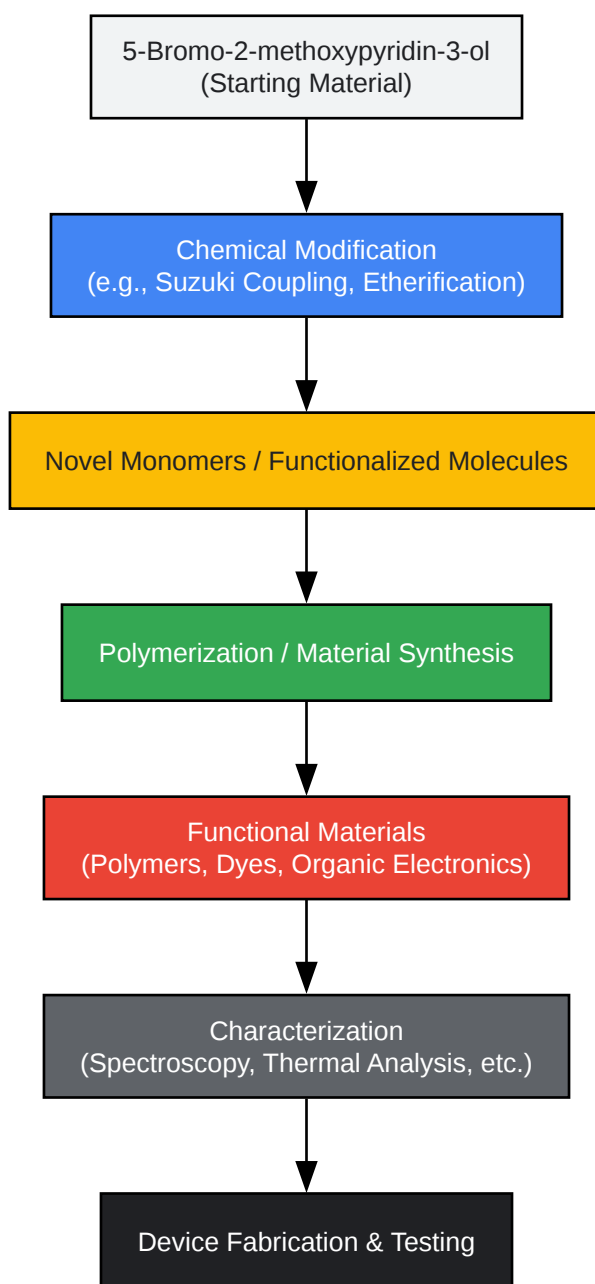 5-Bromo-2-methoxypyridin-3-ol
(Starting Material)
Chemical Modification
(e.g., Suzuki Coupling, Etherification)
Novel Monomers / Functionalized Molecules
Polymerization / Material Synthesis
Functional Materials
(Polymers, Dyes, Organic Electronics)
Characterization
(Spectroscopy, Thermal Analysis, etc.)
Device Fabrication & Testing